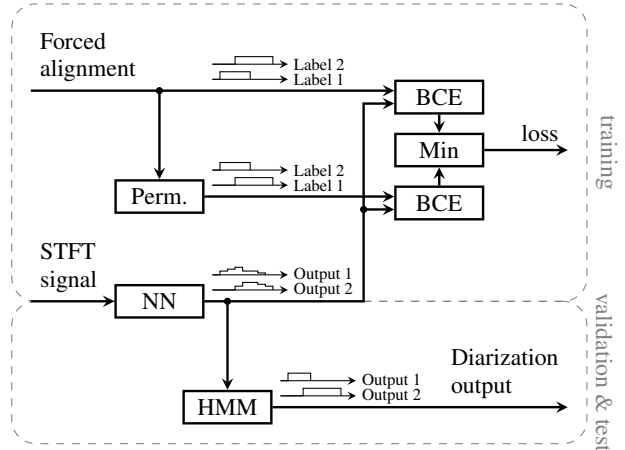 Forced
alignment
Label 2
Label 1
BCE
Min
loss
training
Label 2
Label 1
Perm.
BCE
STFT
signal
NN
Output 1
Output 2
validation & test
Output 1
Output 2
HMM
Diarization
output